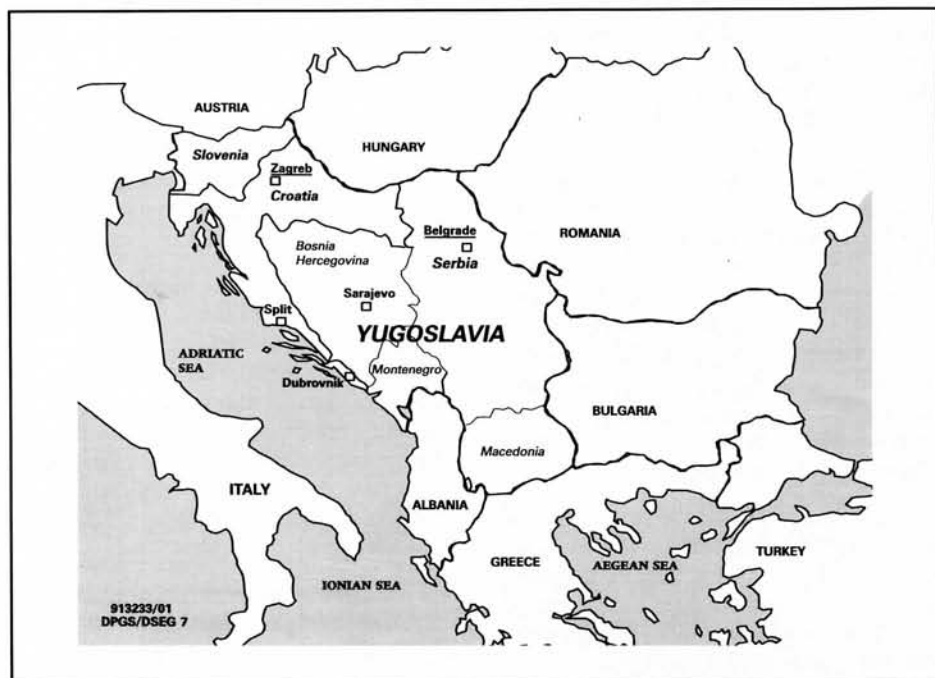 AUSTRIA
HUNGARY
Slovenia
Zagreb
Croatia
ROMANIA
Belgrade
Serbia
Bosnia
Hercegovina
Sarajevo
Split
YUGOSLAVIA
ADRIATIC
SEA
Montenegro
Dubrovnik
BULGARIA
Macedonia
ITALY
ALBANIA
GREECE
AEGEAN SEA
TURKEY
IONIAN SEA
913233/01
DPGS/DSEG 7